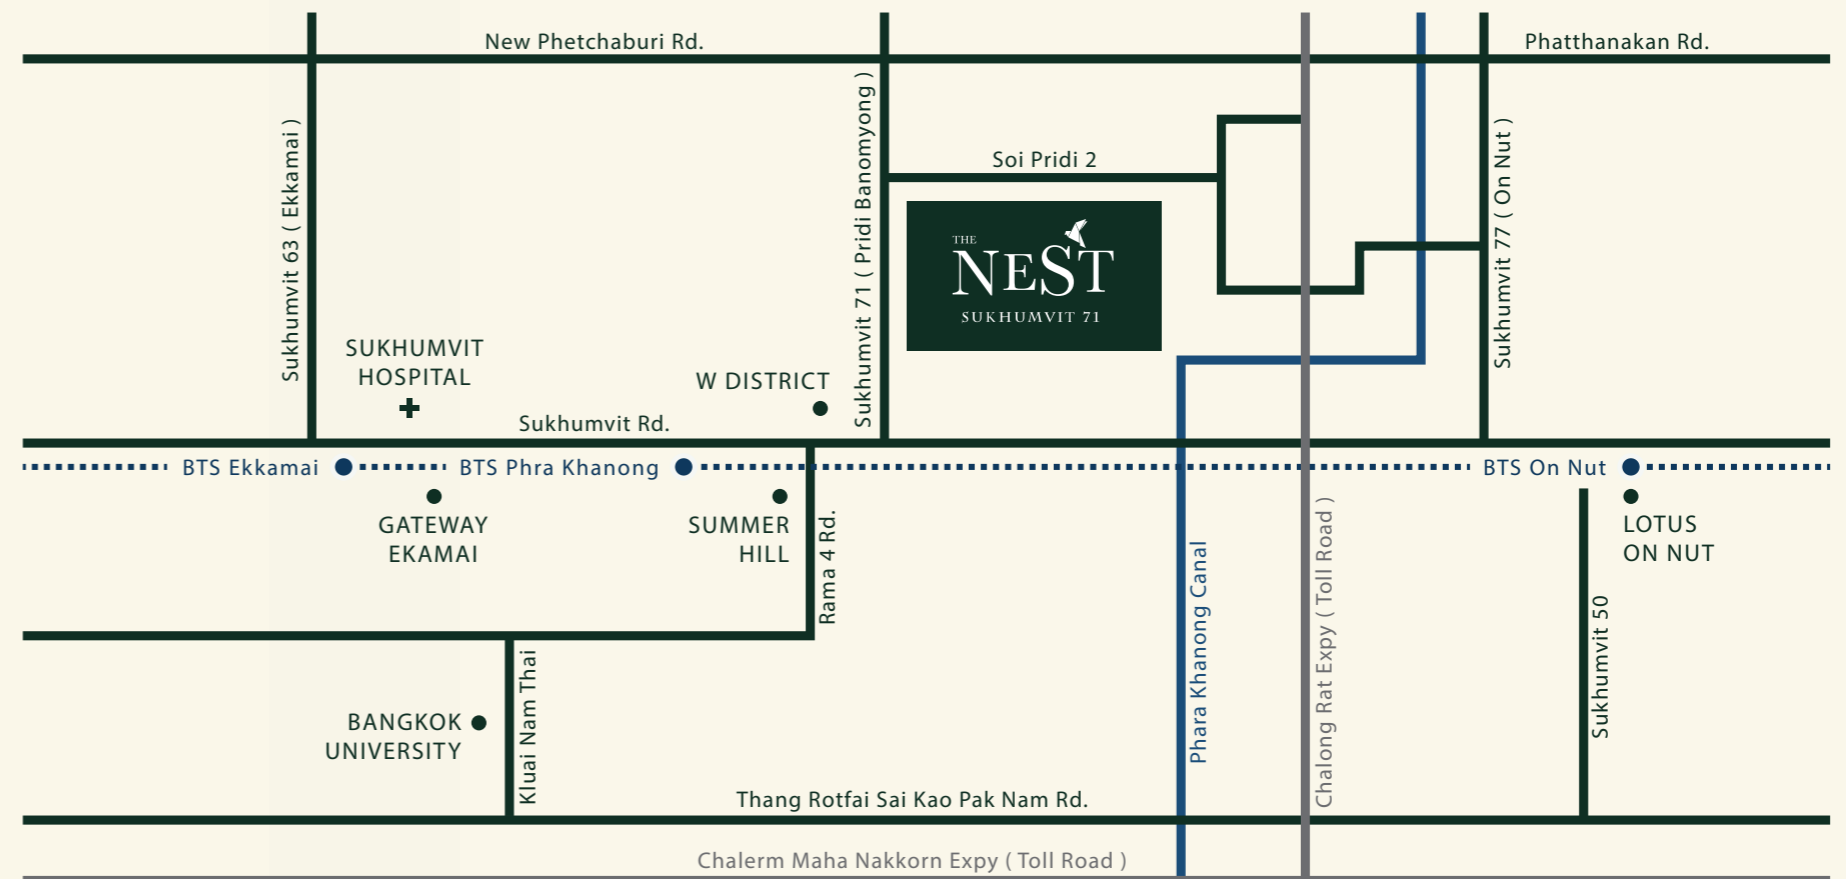 New Phetchaburi Rd.
Phatthanakan Rd.
Sukhumvit 63 ( Ekkamai )
Sukhumvit 71 ( Pridi Banomyong )
Soi Pridi 2
Sukhumvit 77 ( On Nut )
THE
NEST
SUKHUMVIT 71
SUKHUMVIT
HOSPITAL
W DISTRICT
Sukhumvit Rd.
BTS Ekkamai
BTS Phra Khanong
BTS On Nut
GATEWAY
EKAMAI
SUMMER
HILL
Rama 4 Rd.
LOTUS
ON NUT
Phara Khanong Canal
Chalong Rat Expy ( Toll Road )
Sukhumvit 50
BANGKOK
UNIVERSITY
Kluai Nam Thai
Thang Rotfai Sai Kao Pak Nam Rd.
Chalerm Maha Nakkorn Expy ( Toll Road )